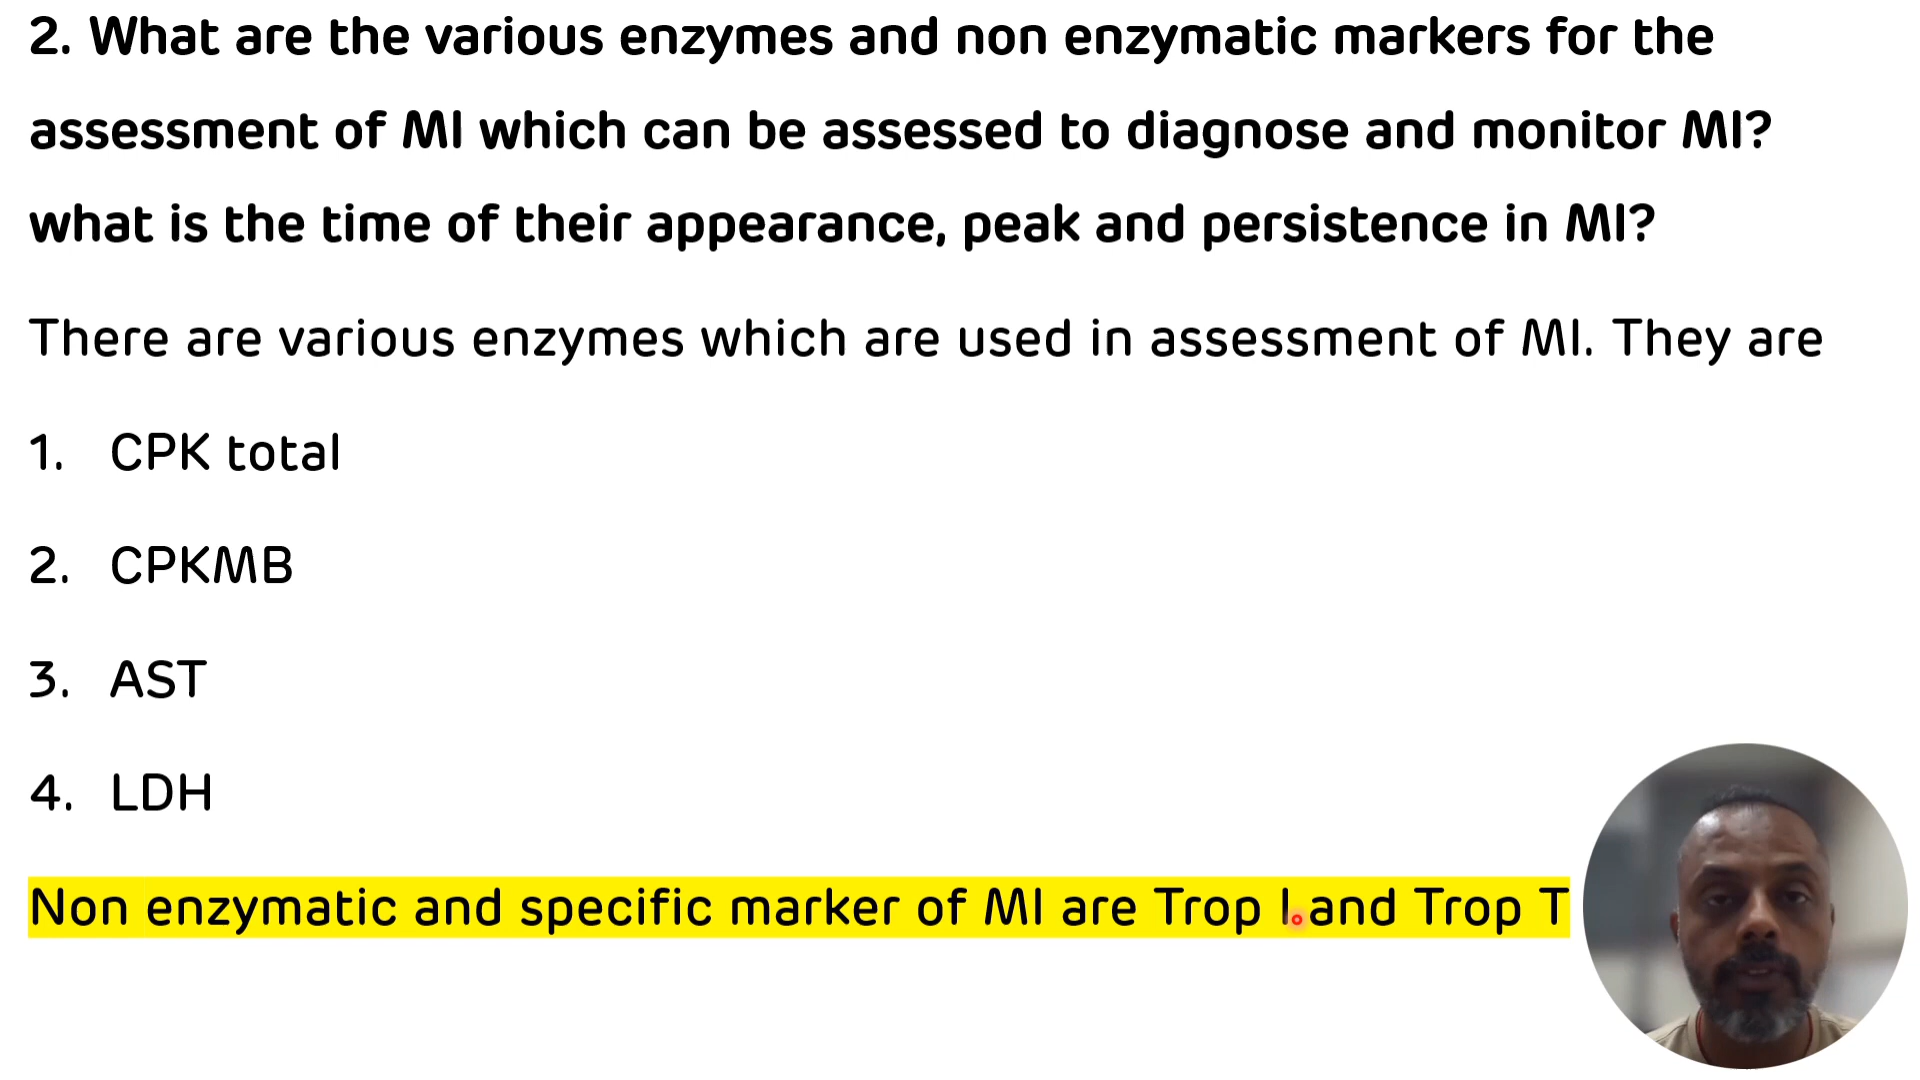 2. What are the various enzymes and non enzymatic markers for the
assessment of MI which can be assessed to diagnose and monitor MI?
what is the time of their appearance, peak and persistence in MI?
There are various enzymes which are used in assessment of MI. They are
1. CPK total
2. CPKMB
3. AST
4. LDH
Non enzymatic and specific marker of MI are Trop I and Trop T